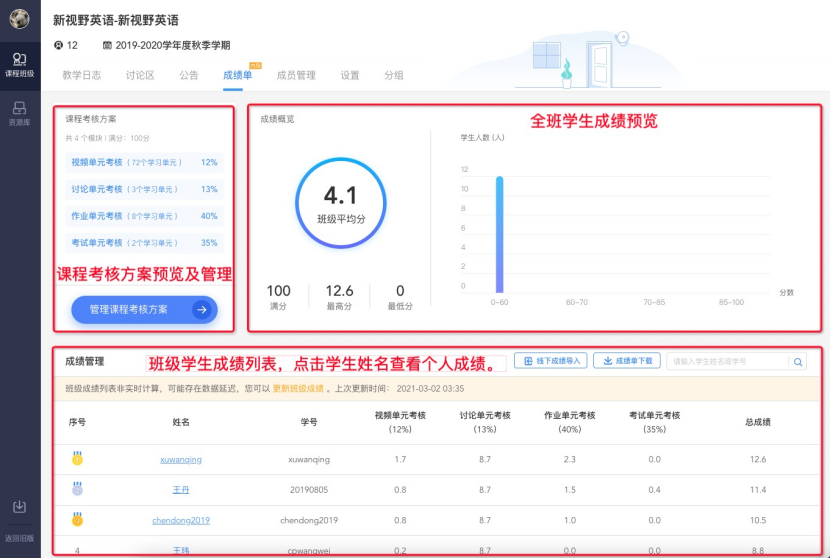 新视野英语-新视野英语
12 2019-2020学年度秋季学期
教学日志 讨论区 公告 成绩单 成员管理 设置 分组
课程班级
资源库
返回旧版
课程考核方案
共 4 个模块 | 满分: 100分
视频单元考核 ( 72个学习单元 ) 12%
讨论单元考核 ( 3个学习单元 ) 13%
作业单元考核 ( 8个学习单元 ) 40%
考试单元考核 ( 2个学习单元 ) 35%
课程考核方案预览及管理
管理课程考核方案
成绩概览
全班学生成绩预览
4.1
班级平均分
100 12.6 0
满分 最高分 最低分
学生人数 (人)
12
10
8
6
4
2
0
0-60 60-70 70-85 85-100 分数
成绩管理
班级学生成绩列表，点击学生姓名查看个人成绩。
线下成绩导入 成绩单下载 请输入学生姓名或学号
班级成绩列表非实时计算，可能存在数据延迟，您可以 更新班级成绩 。上次更新时间： 2021-03-02 03:35
序号 姓名 学号 视频单元考核 讨论单元考核 作业单元考核 考试单元考核 总成绩
(12%) (13%) (40%) (35%)
xuwanqing xuwanqing 1.7 8.7 2.3 0.0 12.6
王丹 20190805 0.8 8.7 1.5 0.4 11.4
chendong2019 chendong2019 0.8 8.7 1.0 0.0 10.5
4 王玮 cpwangwei 0.2 8.7 0.0 0.0 8.8